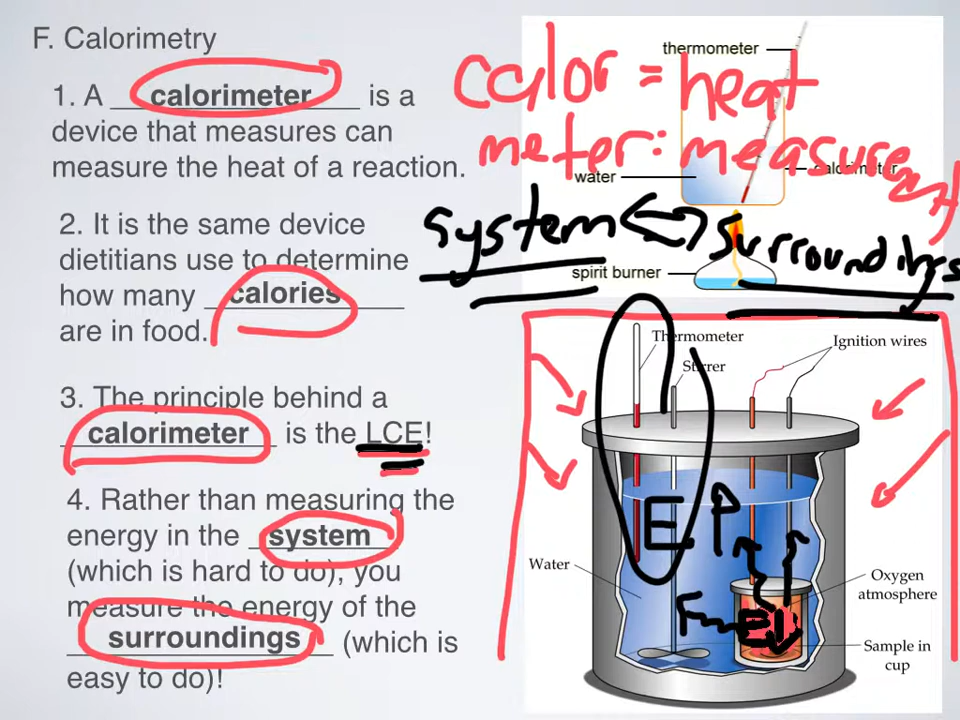 F. Calorimetry
1. A calorimeter is a
device that measures can
measure the heat of a reaction.
2. It is the same device
dietitians use to determine
how many calories
are in food.
3. The principle behind a
calorimeter is the LCE!
4. Rather than measuring the
energy in the system
(which is hard to do), you
measure the energy of the
surroundings (which is
easy to do)!
thermometer
calor = heat
meter: measure
calorimeter
water
system <-> surroundings
spirit burner
Thermometer
Ignition wires
Stirrer
E P
Water
Oxygen
atmosphere
Sample in
cup